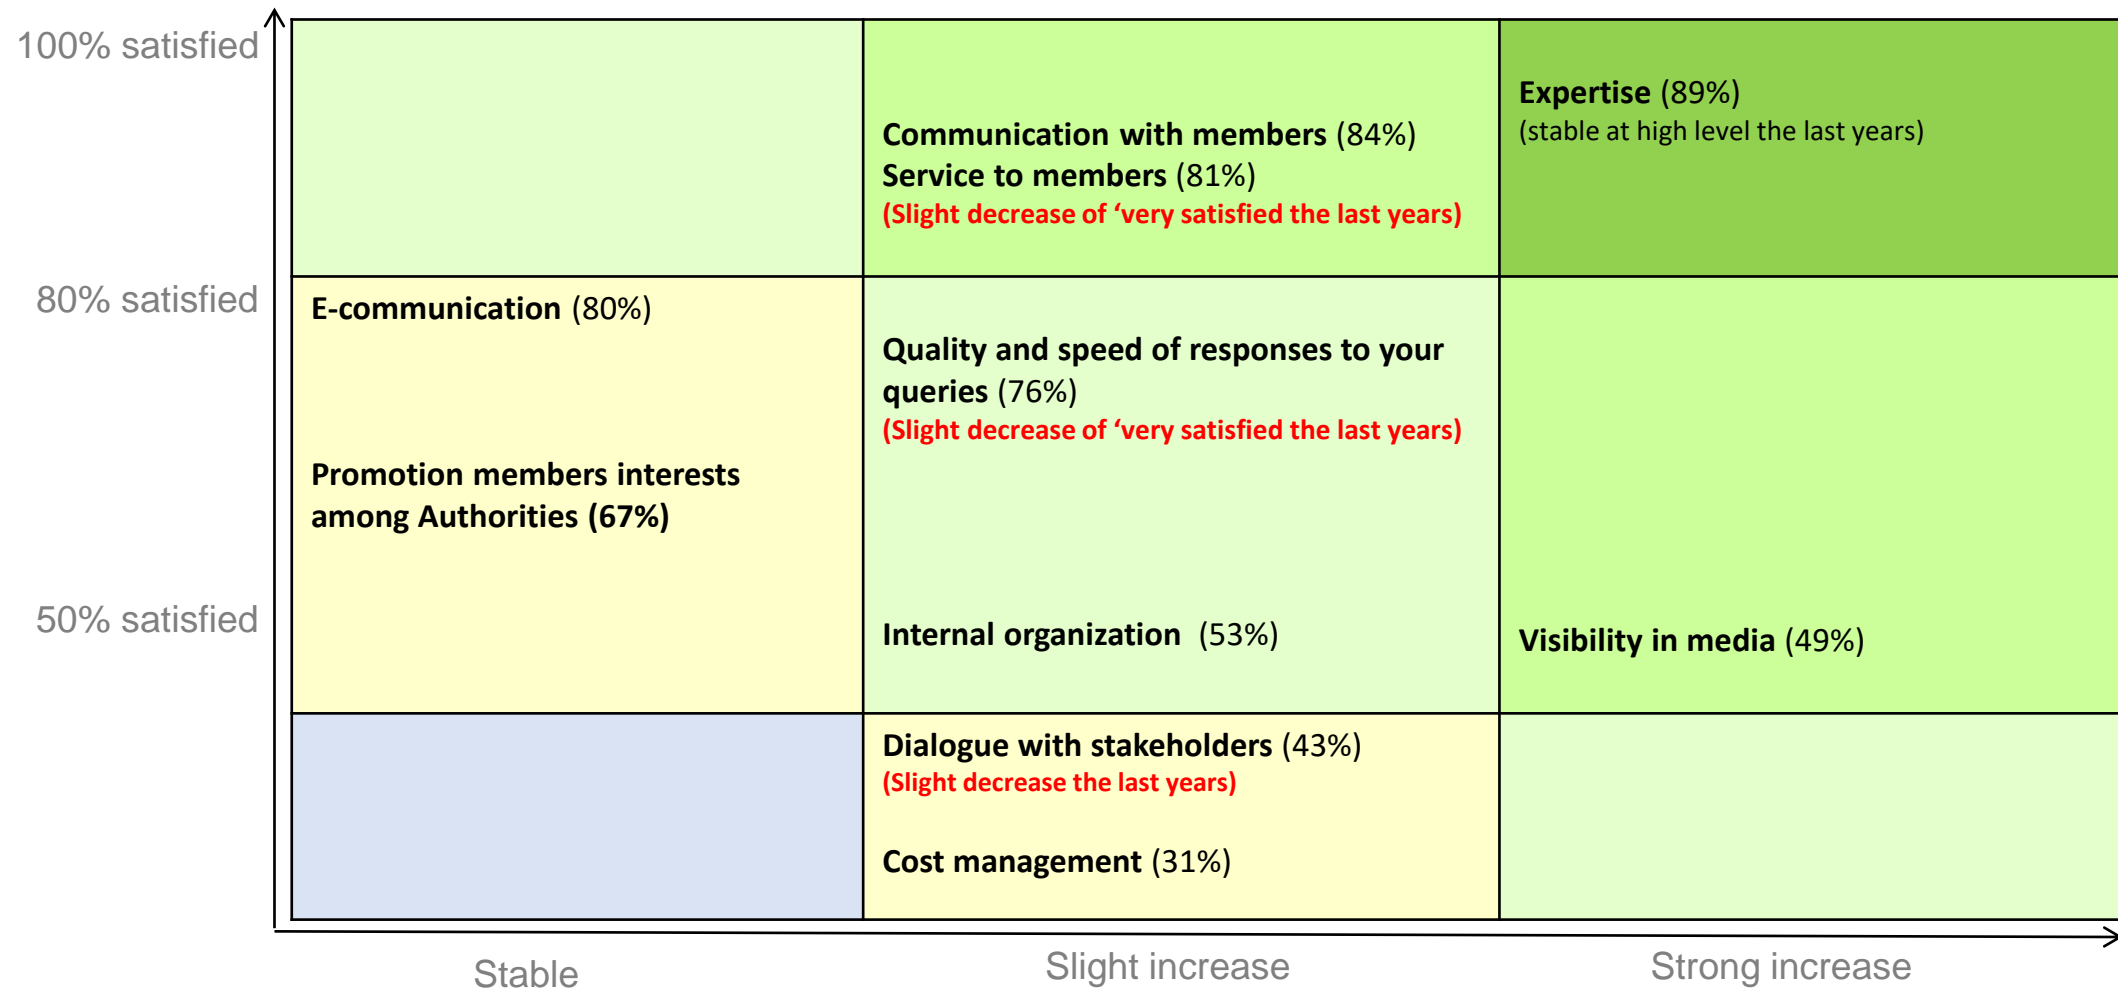 100% satisfied
Expertise (89%)
(stable at high level the last years)
Communication with members (84%)
Service to members (81%)
(Slight decrease of ‘very satisfied the last years)
80% satisfied
E-communication (80%)
Quality and speed of responses to your
queries (76%)
(Slight decrease of ‘very satisfied the last years)
Promotion members interests
among Authorities (67%)
50% satisfied
Internal organization (53%)
Visibility in media (49%)
Dialogue with stakeholders (43%)
(Slight decrease the last years)
Cost management (31%)
Stable
Slight increase
Strong increase